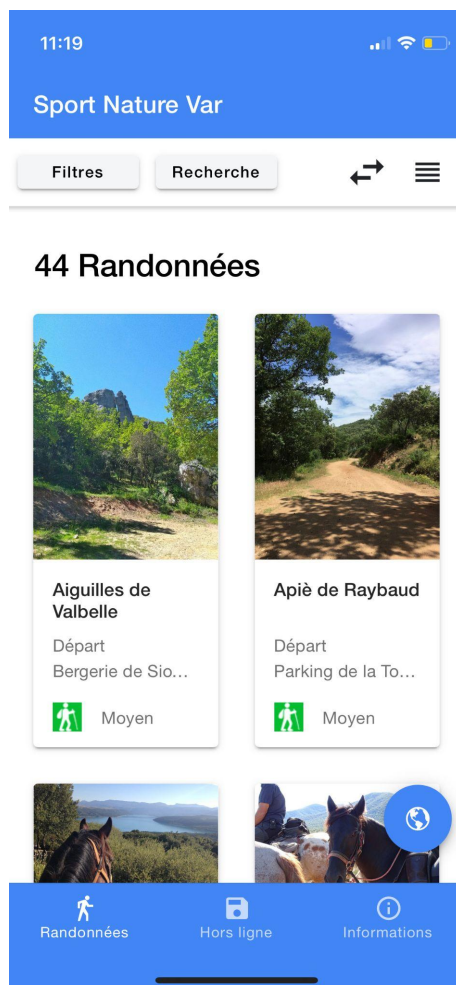 11:19
Sport Nature Var
Filtres
Recherche
44 Randonnées
Aiguilles de
Valbelle
Départ
Bergerie de Sio...
Moyen
Apiè de Raybaud
Départ
Parking de la To...
Moyen
Randonnées
Hors ligne
Informations